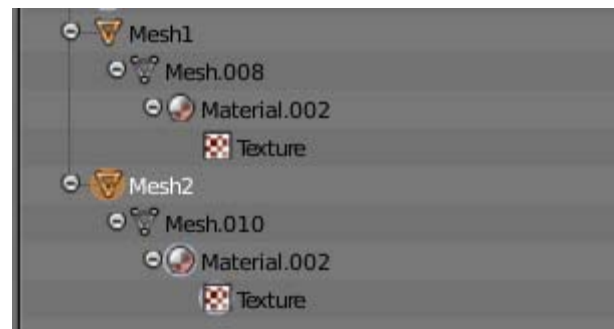 Mesh1
Mesh.008
Material.002
Texture
Mesh2
Mesh.010
Material.002
Texture